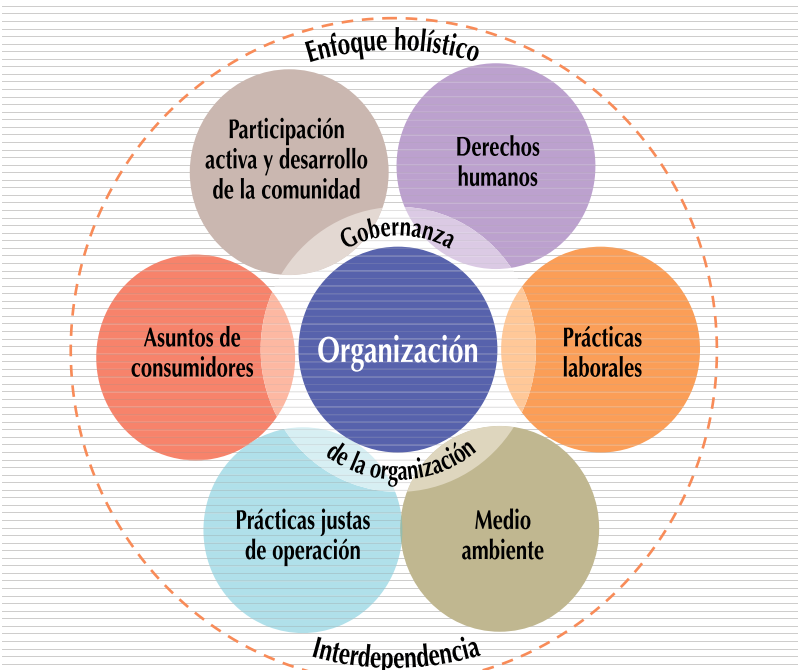 Enfoque holístico
Participación
activa y desarrollo
de la comunidad
Derechos
humanos
Gobernanza
Asuntos de
consumidores
Organización
Prácticas
laborales
de la organización
Prácticas justas
de operación
Medio
ambiente
Interdependencia